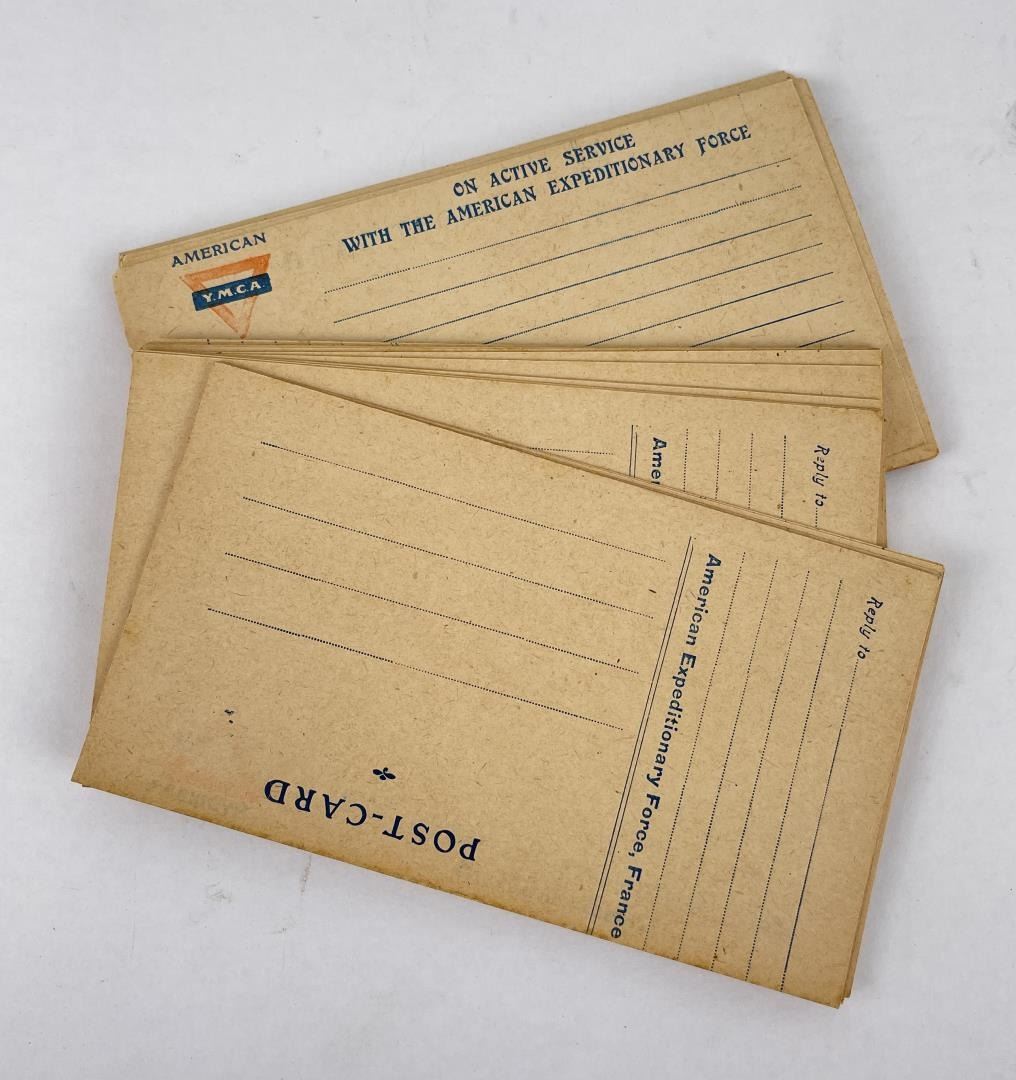 ON ACTIVE SERVICE
WITH THE AMERICAN EXPEDITIONARY FORCE
AMERICAN
Y.M.C.A.
Reply to
Amer
Reply to
American Expeditionary Force, France
POST-CARD